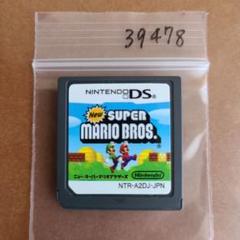 39478
NINTENDO DS
New SUPER
MARIO BROS.
ニュー・スーパーマリオブラザーズ
Nintendo
NTR-A2DJ-JPN